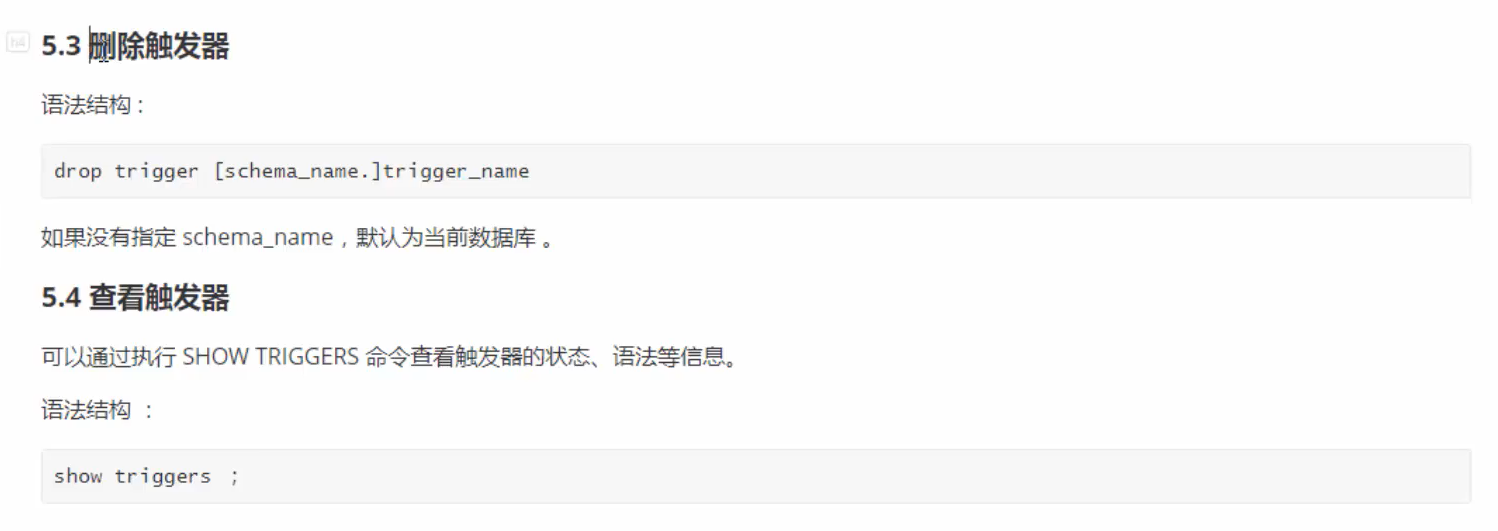 h4
5.3 删除触发器
语法结构 :
drop trigger [schema_name.]trigger_name
如果没有指定 schema_name，默认为当前数据库 。
5.4 查看触发器
可以通过执行 SHOW TRIGGERS 命令查看触发器的状态、语法等信息。
语法结构 ：
show triggers ；